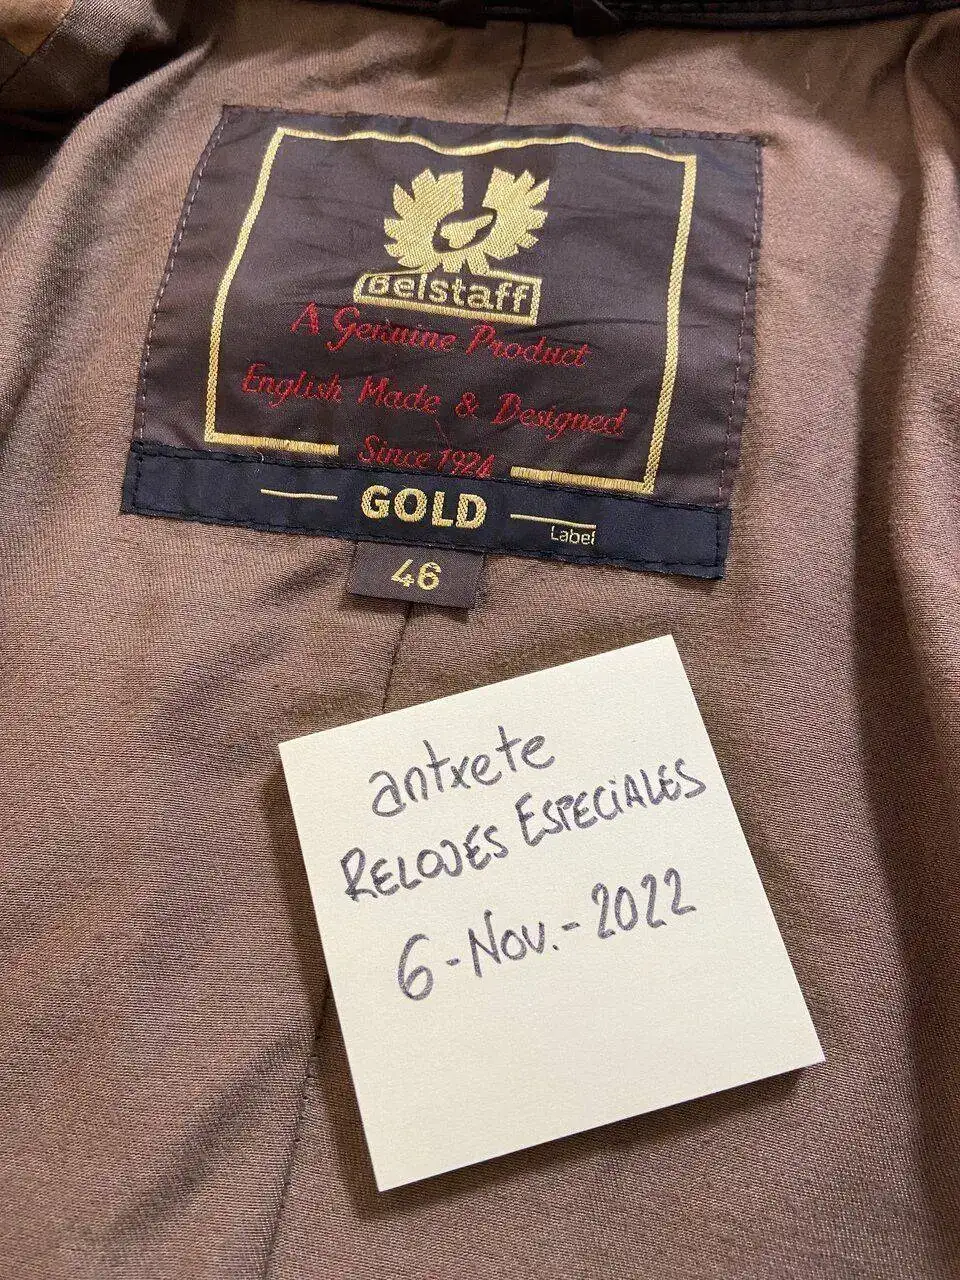 Belstaff
A Genuine Product
English Made & Designed
Since 1924
GOLD
Label
46
antxete
RELOJES ESPECIALES
6-NOV.-2022